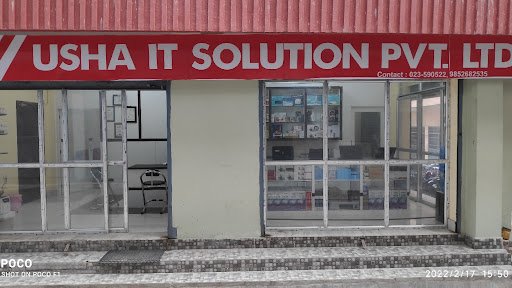 USHA IT SOLUTION PVT. LTD
Contact : 023-590522, 9852682535
POCO
SHOT ON POCO F1
2022/2/17 15:50